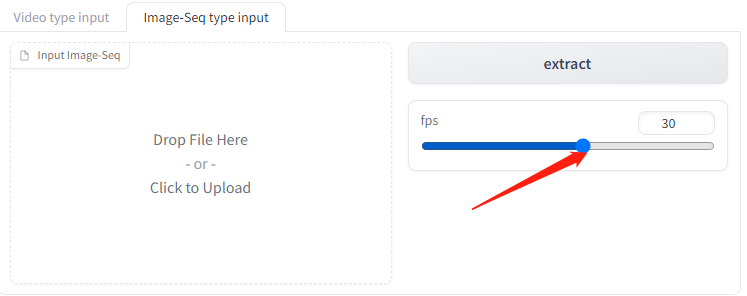 Video type input
Image-Seq type input
Input Image-Seq
Drop File Here
- or -
Click to Upload
extract
fps
30